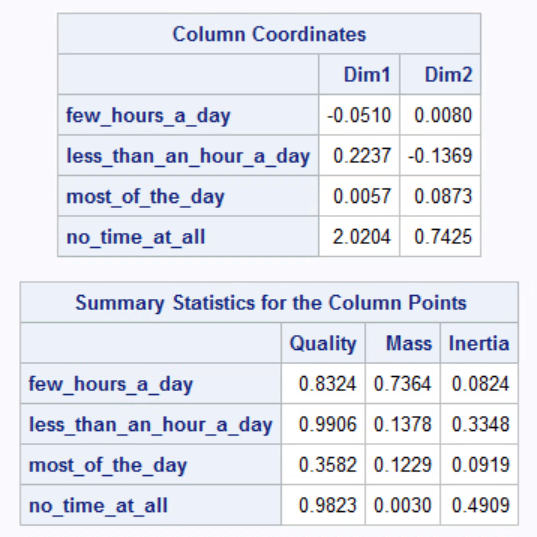 Column Coordinates
Dim1 Dim2
few_hours_a_day -0.0510 0.0080
less_than_an_hour_a_day 0.2237 -0.1369
most_of_the_day 0.0057 0.0873
no_time_at_all 2.0204 0.7425
Summary Statistics for the Column Points
Quality Mass Inertia
few_hours_a_day 0.8324 0.7364 0.0824
less_than_an_hour_a_day 0.9906 0.1378 0.3348
most_of_the_day 0.3582 0.1229 0.0919
no_time_at_all 0.9823 0.0030 0.4909